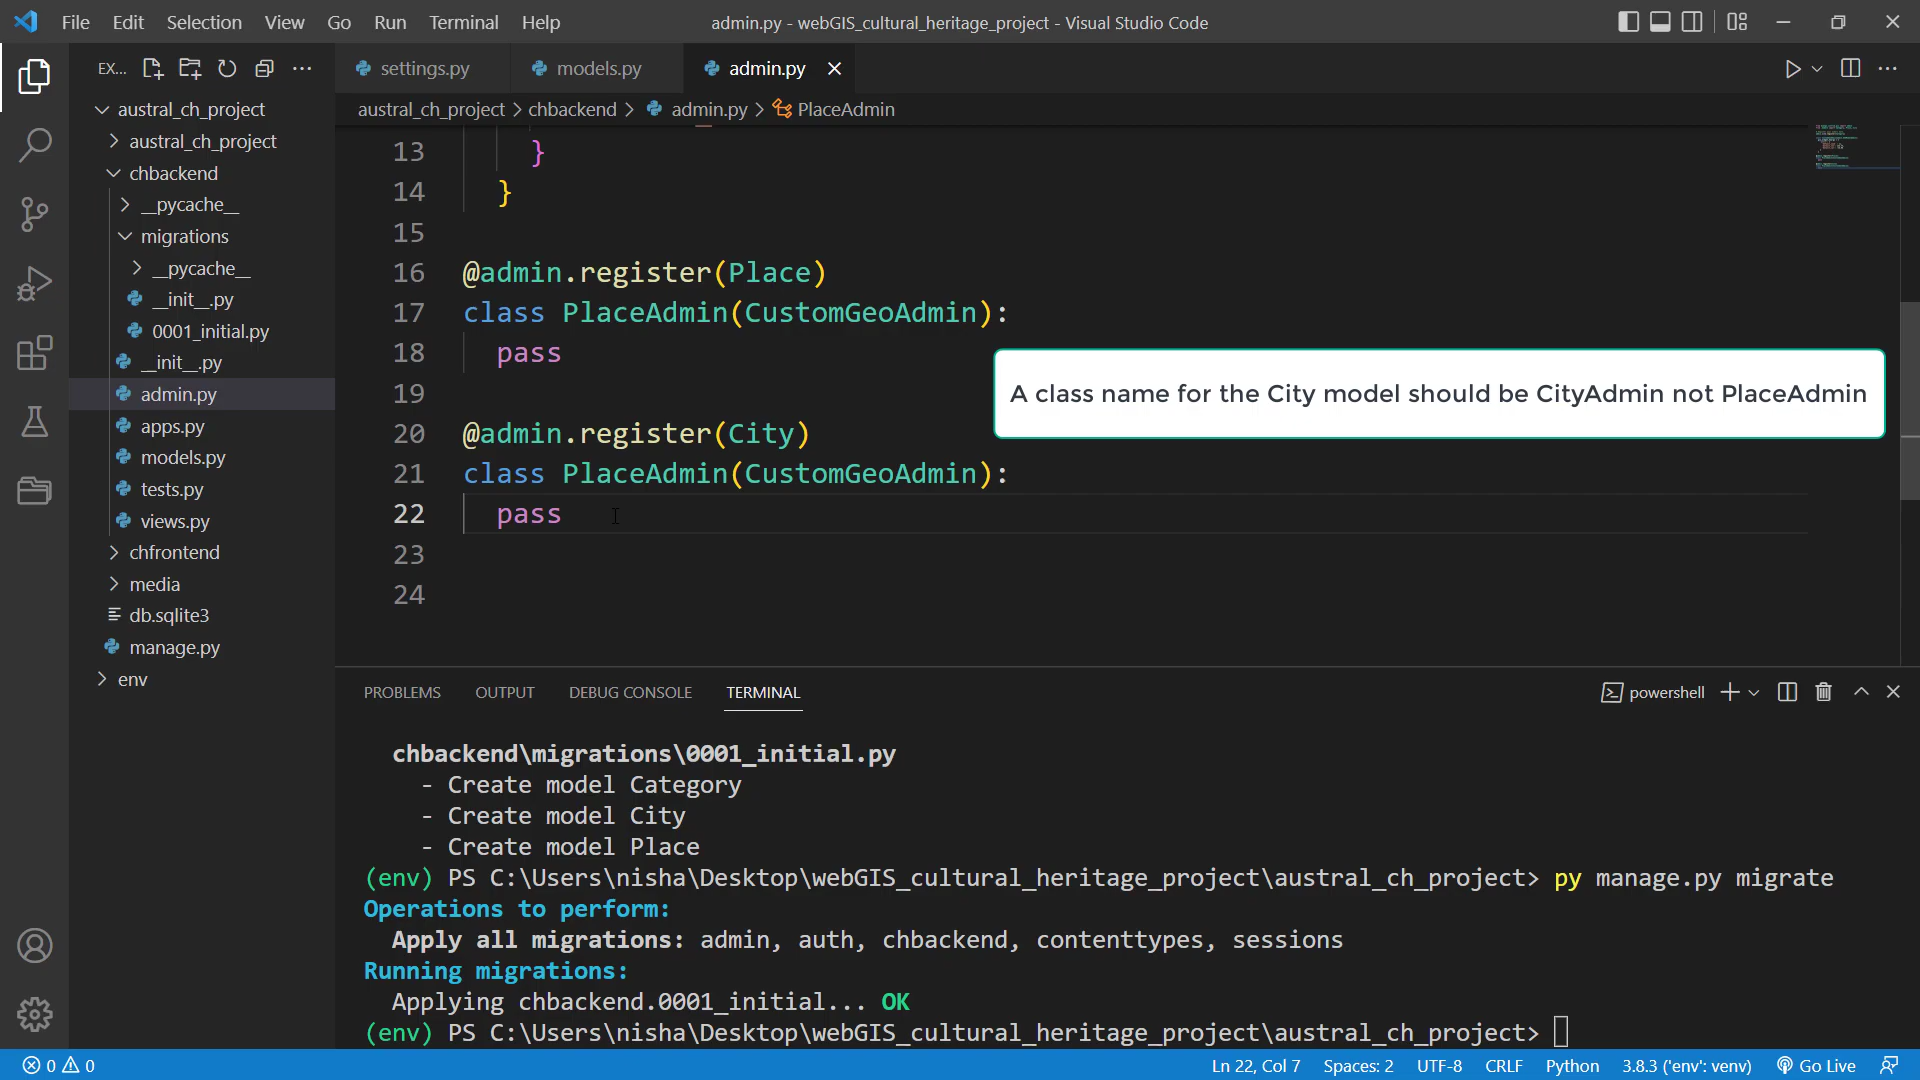 File Edit Selection View Go Run Terminal Help
admin.py - webGIS_cultural_heritage_project - Visual Studio Code
EX...
settings.py
models.py
admin.py
austral_ch_project > chbackend > admin.py > PlaceAdmin
austral_ch_project
austral_ch_project
chbackend
__pycache__
migrations
__pycache__
__init__.py
0001_initial.py
__init__.py
admin.py
apps.py
models.py
tests.py
views.py
chfrontend
media
db.sqlite3
manage.py
env
13 }
14 }
15
16 @admin.register(Place)
17 class PlaceAdmin(CustomGeoAdmin):
18 pass
19
20 @admin.register(City)
21 class PlaceAdmin(CustomGeoAdmin):
22 pass
23
24
A class name for the City model should be CityAdmin not PlaceAdmin
PROBLEMS OUTPUT DEBUG CONSOLE TERMINAL
powershell
chbackend\migrations\0001_initial.py
- Create model Category
- Create model City
- Create model Place
(env) PS C:\Users\nisha\Desktop\webGIS_cultural_heritage_project\austral_ch_project> py manage.py migrate
Operations to perform:
Apply all migrations: admin, auth, chbackend, contenttypes, sessions
Running migrations:
Applying chbackend.0001_initial... OK
(env) PS C:\Users\nisha\Desktop\webGIS_cultural_heritage_project\austral_ch_project>
0 0
Ln 22, Col 7 Spaces: 2 UTF-8 CRLF Python 3.8.3 ('env': venv) Go Live